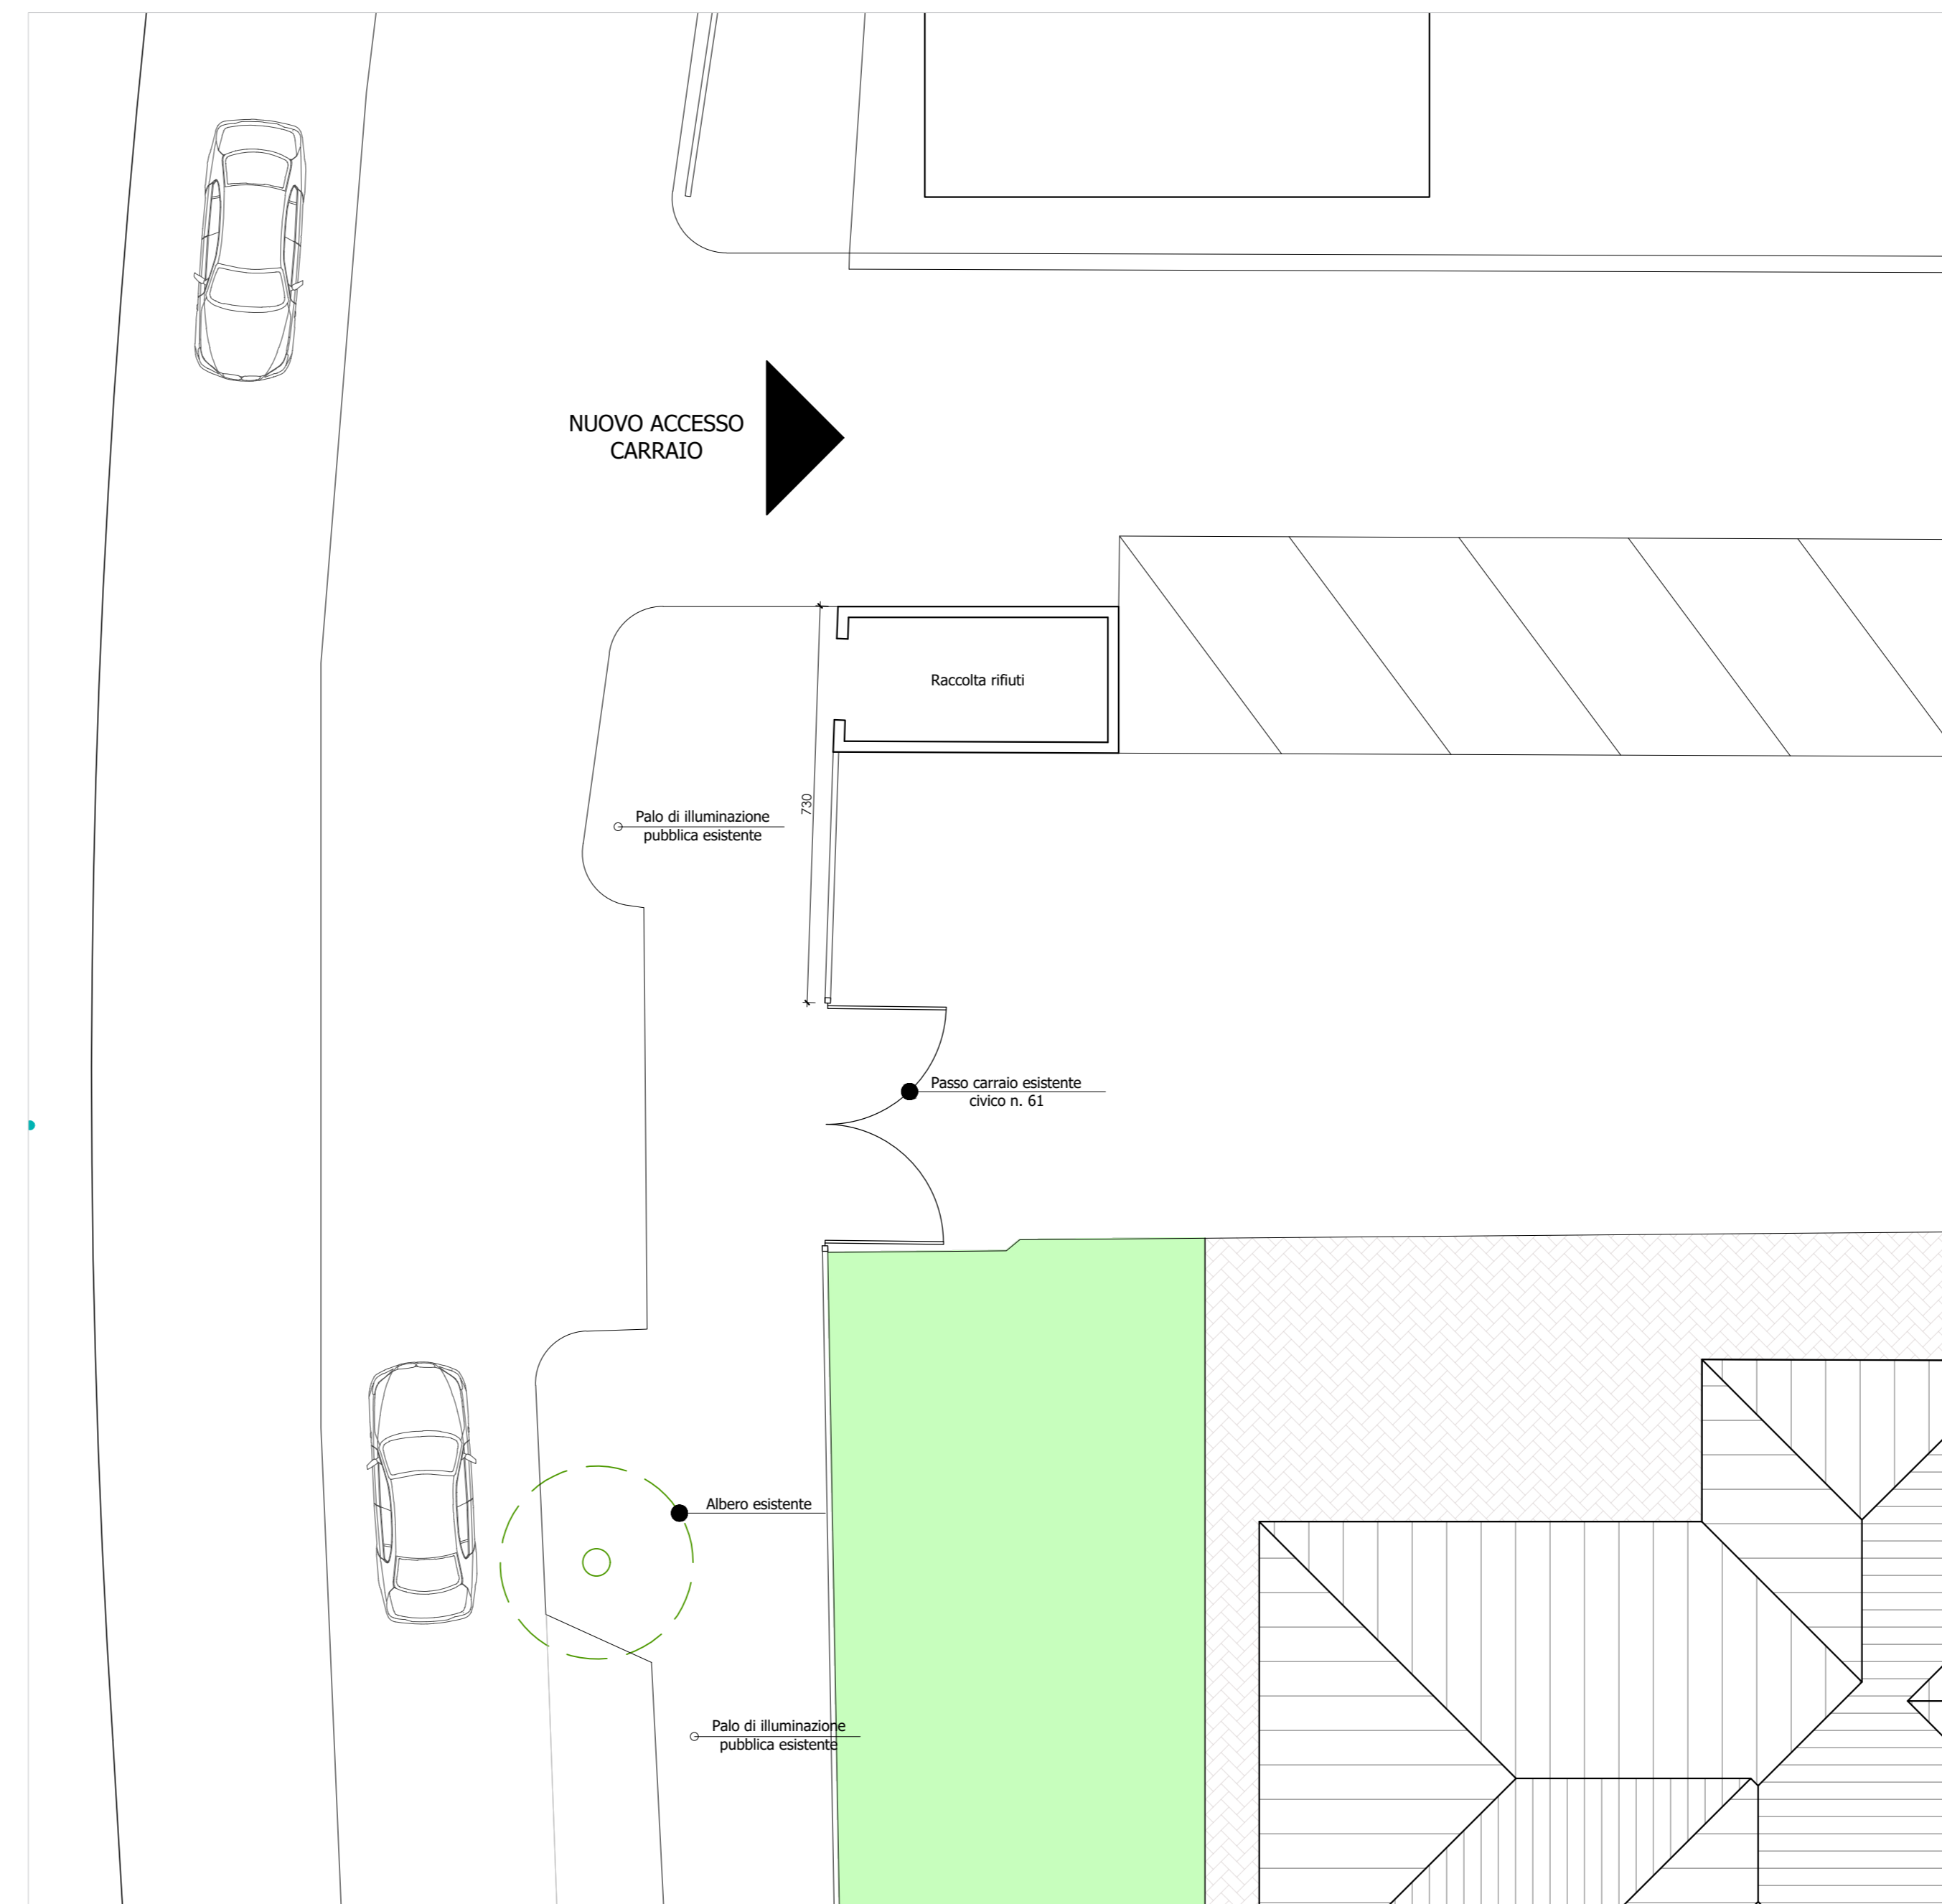 NUOVO ACCESSO
CARRAIO
Raccolta rifiuti
730
Palo di illuminazione
pubblica esistente
Passo carraio esistente
civico n. 61
Albero esistente
Palo di illuminazione
pubblica esistente